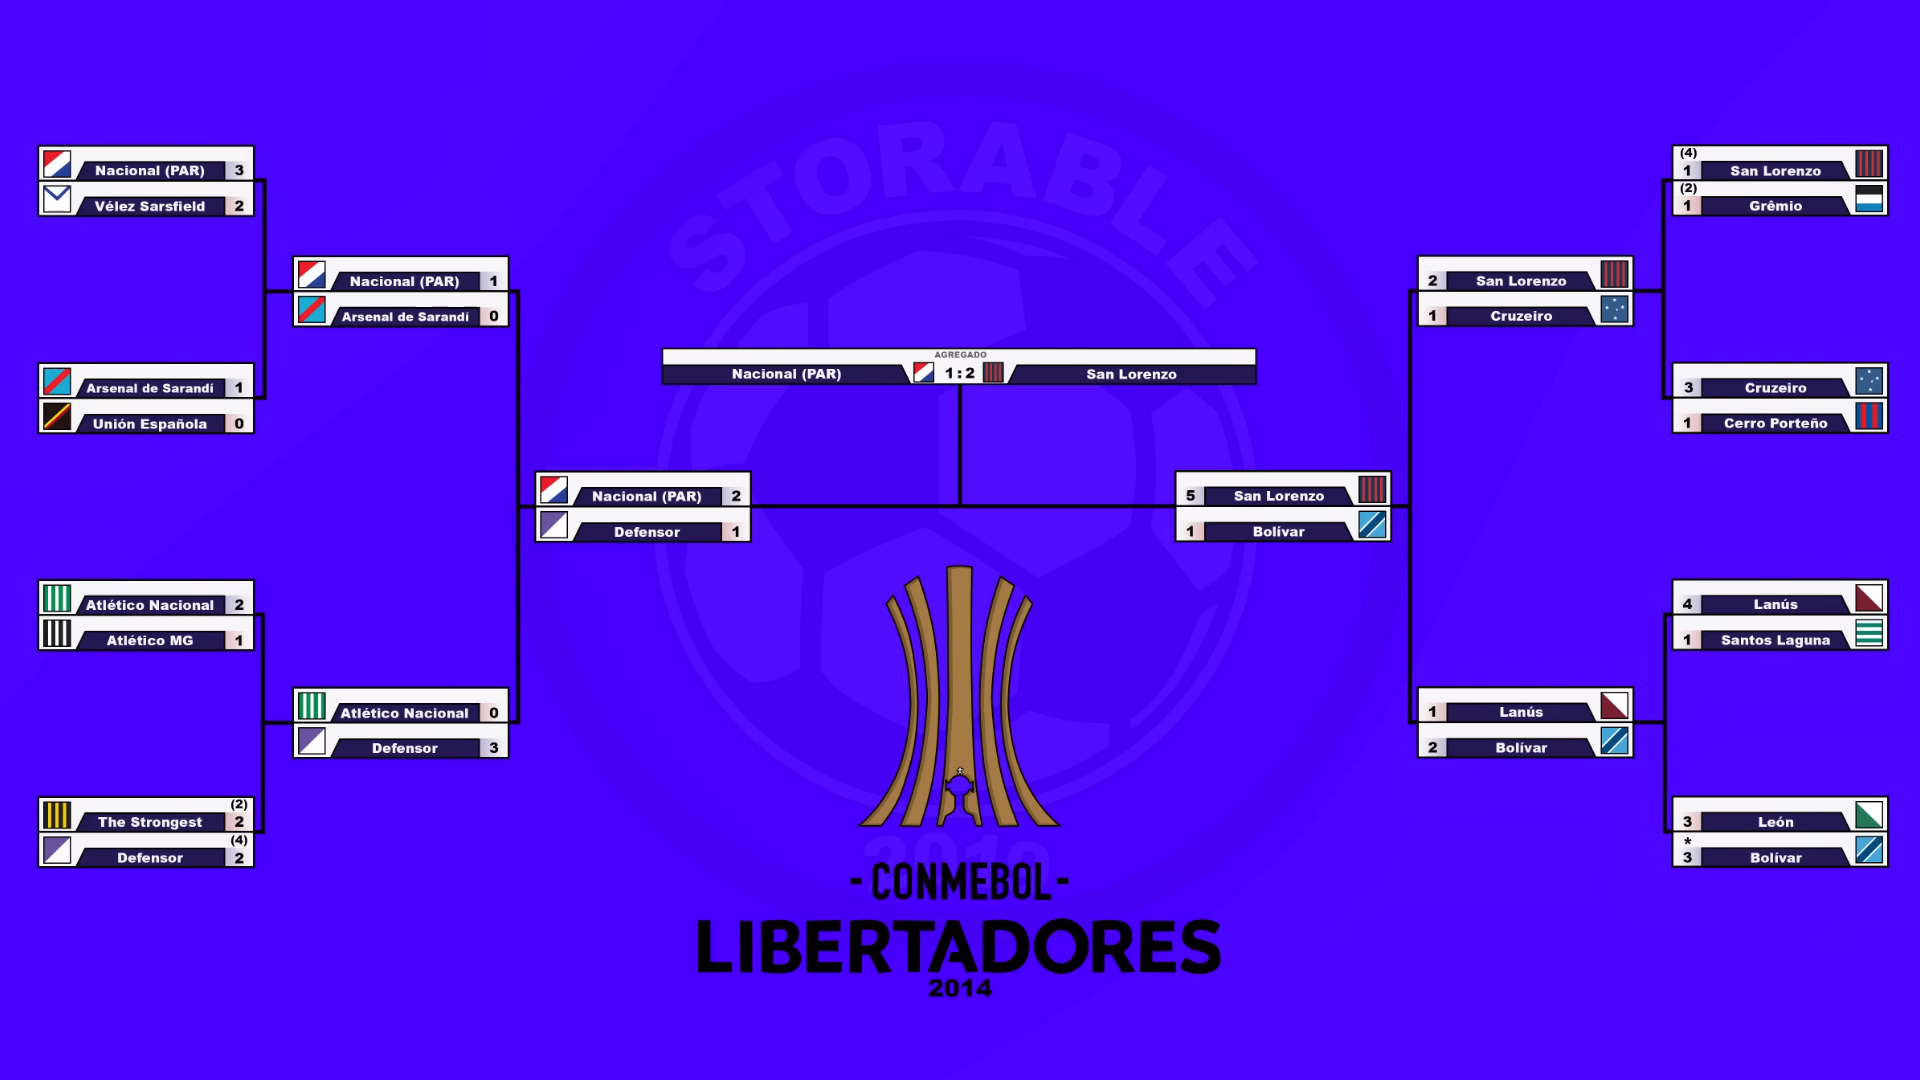 STORABLE
Nacional (PAR) 3
Vélez Sarsfield 2
Arsenal de Sarandí 1
Unión Española 0
Atlético Nacional 2
Atlético MG 1
(2)
The Strongest 2
(4)
Defensor 2
Nacional (PAR) 1
Arsenal de Sarandí 0
Atlético Nacional 0
Defensor 3
Nacional (PAR) 2
Defensor 1
AGREGADO
Nacional (PAR) 1:2 San Lorenzo
5 San Lorenzo
1 Bolívar
2 San Lorenzo
1 Cruzeiro
1 Lanús
2 Bolívar
(4)
1 San Lorenzo
(2)
1 Grêmio
3 Cruzeiro
1 Cerro Porteño
4 Lanús
1 Santos Laguna
3 León
*
3 Bolívar
2019
-CONMEBOL-
LIBERTADORES
2014